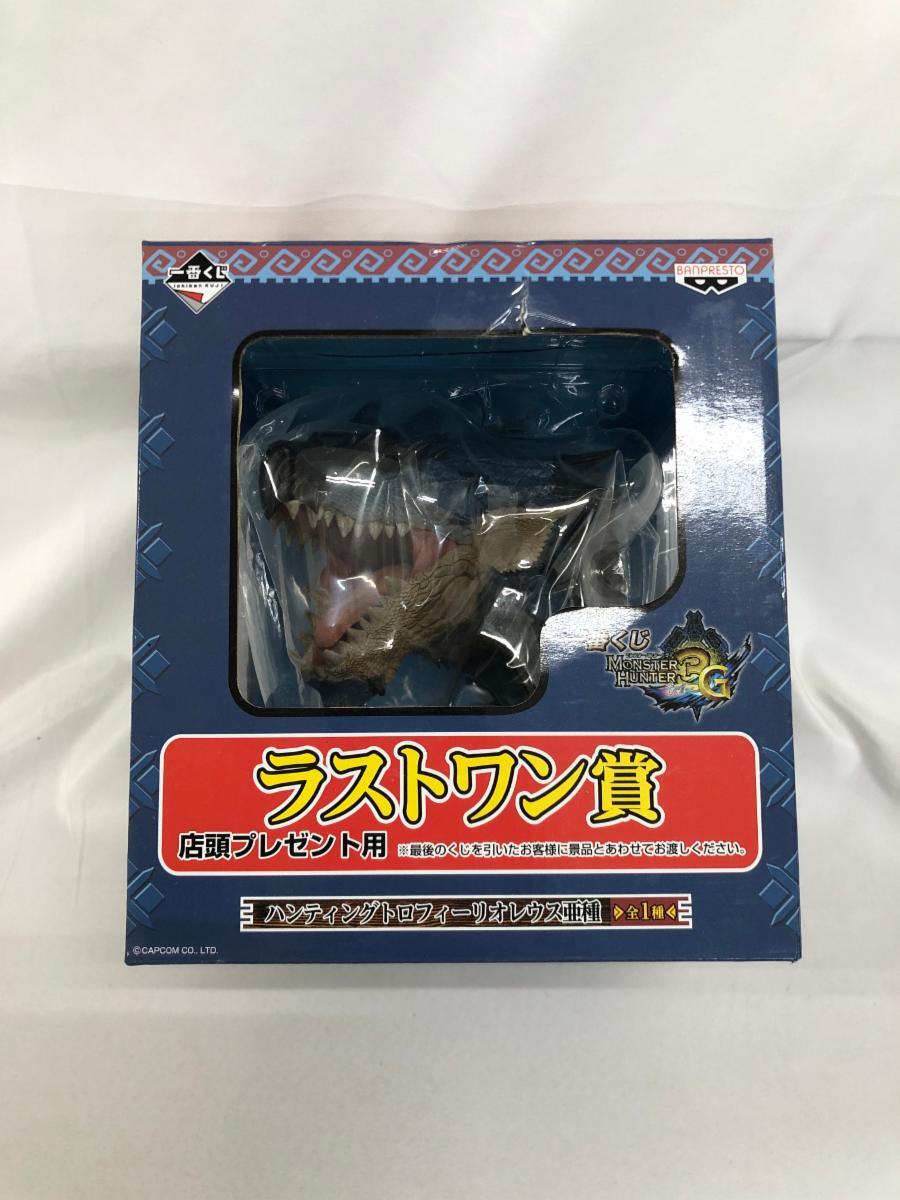 一番くじ
Ichiban KUJI
BANPRESTO
番くじ
MONSTER
HUNTER
3G
ラストワン賞
店頭プレゼント用 ※最後のくじを引いたお客様に景品とあわせてお渡しください。
ハンティングトロフィーリオレウス亜種 全1種
©CAPCOM CO., LTD.